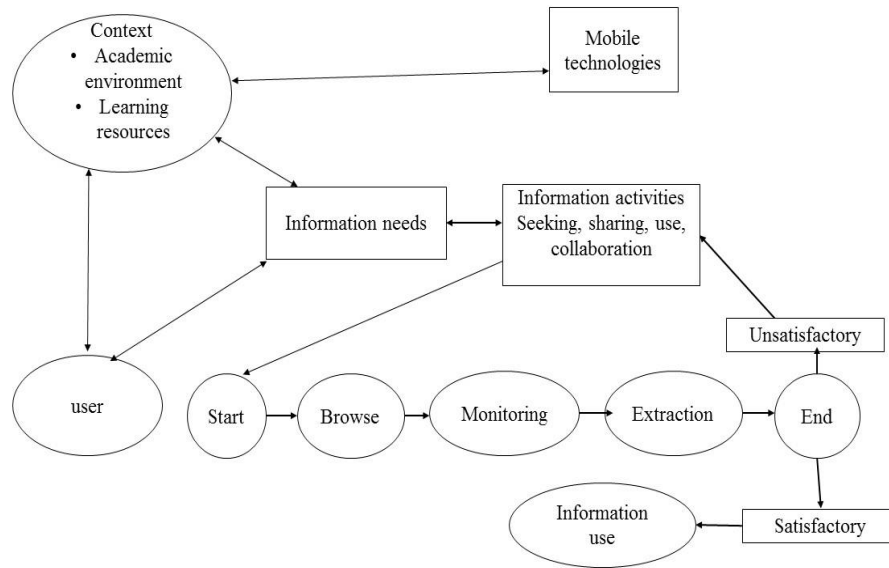 Context
• Academic
environment
• Learning
resources
Mobile
technologies
Information needs
Information activities
Seeking, sharing, use,
collaboration
Unsatisfactory
user
Start
Browse
Monitoring
Extraction
End
Information
use
Satisfactory